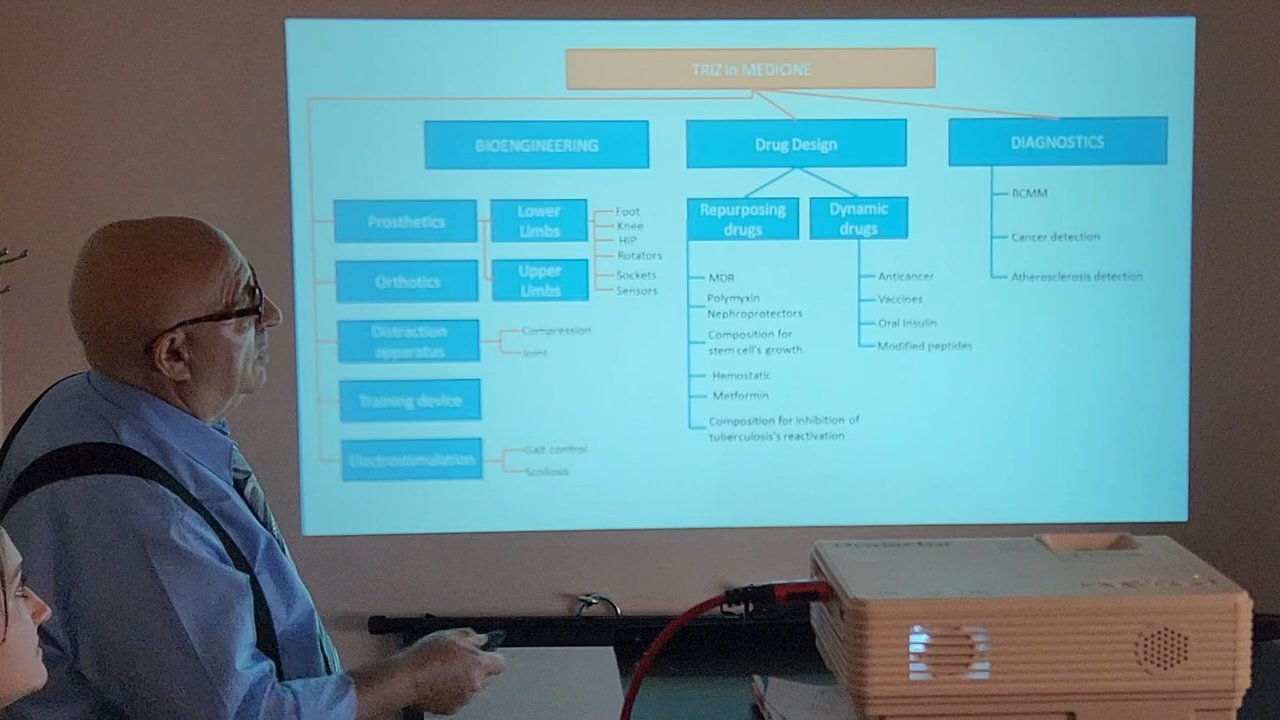 TRIZ in MEDICINE
BIOENGINEERING
Drug Design
DIAGNOSTICS
Prosthetics
Lower
Limbs
Foot
Knee
HIP
Rotators
Orthotics
Upper
Limbs
Sockets
Sensors
Distraction
apparatus
Compression
Joint
Training device
Electrostimulation
Gait control
Scoliosis
Repurposing
drugs
MDR
Polymyxin
Nephroprotectors
Composition for
stem cell's growth
Hemostatic
Metformin
Composition for inhibition of
tuberculosis's reactivation
Dynamic
drugs
Anticancer
Vaccines
Oral Insulin
Modified peptides
BCMM
Cancer detection
Atherosclerosis detection
Projector